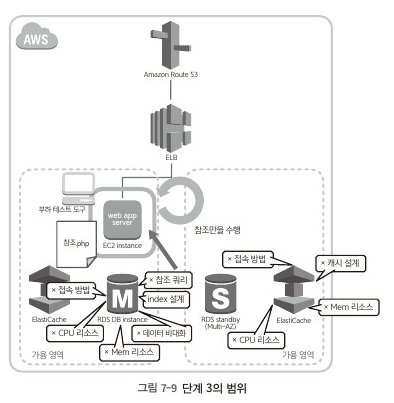 AWS
Amazon Route 53
ELB
부하 테스트 도구
web app
server
EC2 instance
참조.php
참조만을 수행
× 접속 방법
× 참조 쿼리
index 설계
× 데이터 비대화
× CPU 리소스
× Mem 리소스
M
ElastiCache
RDS DB instance
S
RDS standby
(Multi-AZ)
ElastiCache
× 접속 방법
× 캐시 설계
× Mem 리소스
× CPU 리소스
가용 영역
가용 영역
그림 7-9 단계 3의 범위